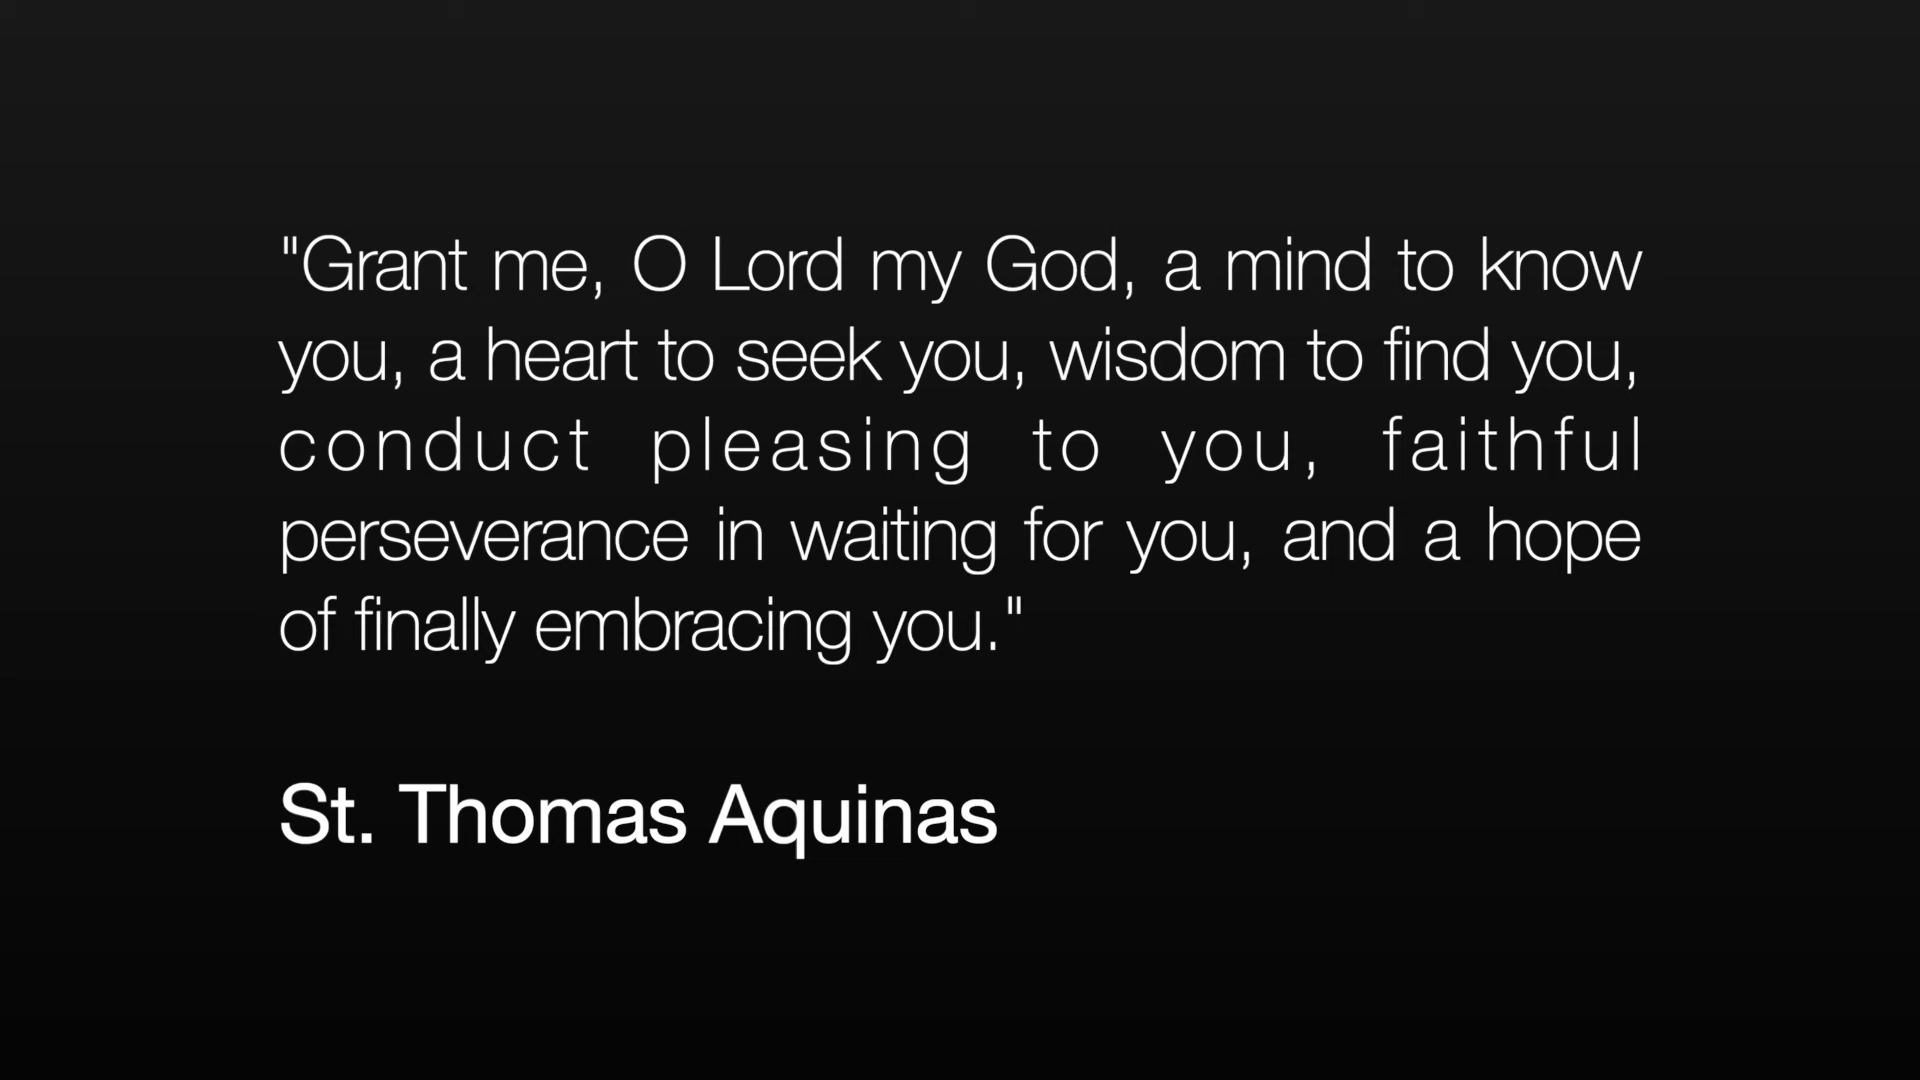 "Grant me, O Lord my God, a mind to know
you, a heart to seek you, wisdom to find you,
conduct pleasing to you, faithful
perseverance in waiting for you, and a hope
of finally embracing you."
St. Thomas Aquinas